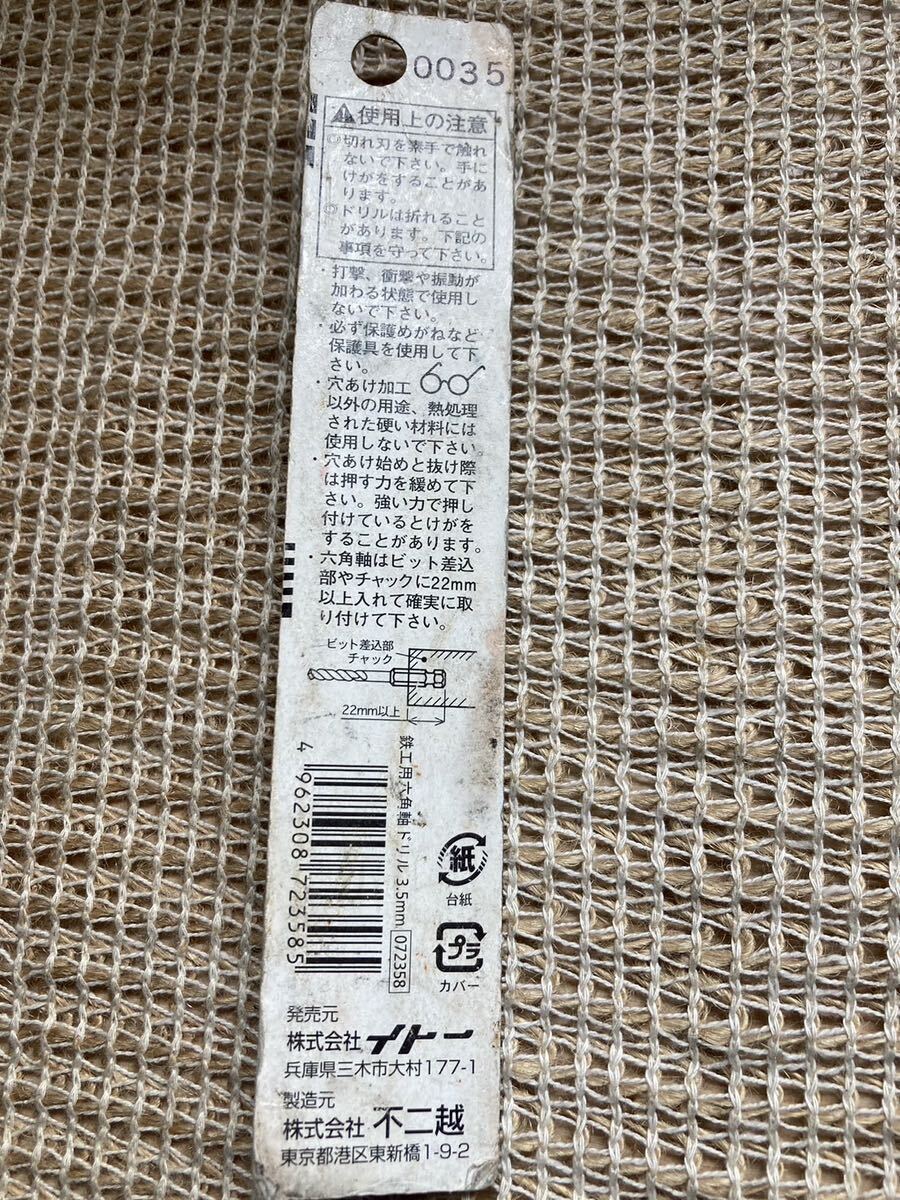 0035
⚠使用上の注意
◎切れ刃を素手で触れ
ないで下さい。手に
けがをすることがあ
ります。
◎ドリルは折れること
があります。下記の
事項を守って下さい。
・打撃、衝撃や振動が
加わる状態で使用し
ないで下さい。
・必ず保護めがねなど
保護具を使用して下
さい。
・穴あけ加工
以外の用途、熱処理
された硬い材料には
使用しないで下さい。
・穴あけ始めと抜け際
は押す力を緩めて下
さい。強い力で押し
付けているとけがを
することがあります。
・六角軸はビット差込
部やチャックに22mm
以上入れて確実に取
り付けて下さい。
ビット差込部
チャック
22mm以上
鉄工用六角軸ドリル 3.5mm 072358
4 962308 723585
紙
台紙
プラ
カバー
発売元
株式会社 イトー
兵庫県三木市大村177-1
製造元
株式会社 不二越
東京都港区東新橋1-9-2